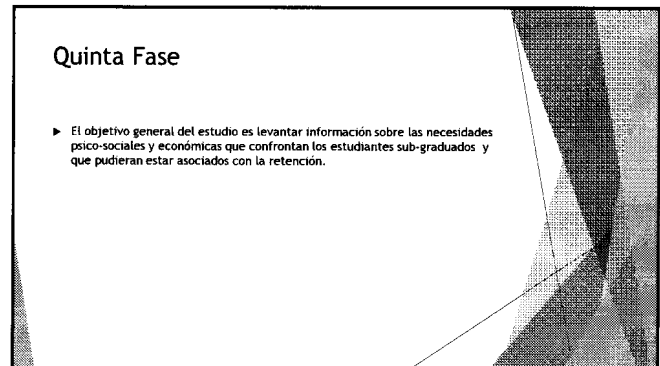 Quinta Fase
▶ El objetivo general del estudio es levantar información sobre las necesidades
psico-sociales y económicas que confrontan los estudiantes sub-graduados y
que pudieran estar asociados con la retención.